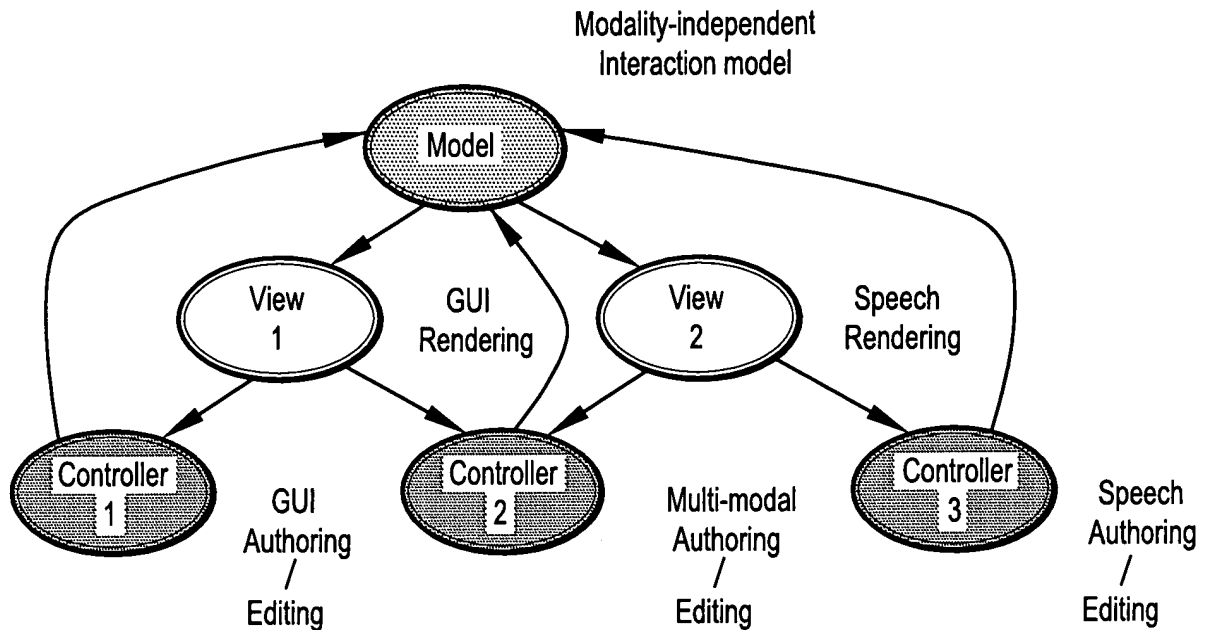 Modality-independent
Interaction model
Model
View
1
GUI
Rendering
View
2
Speech
Rendering
Controller
1
GUI
Authoring
/
Editing
Controller
2
Multi-modal
Authoring
/
Editing
Controller
3
Speech
Authoring
/
Editing